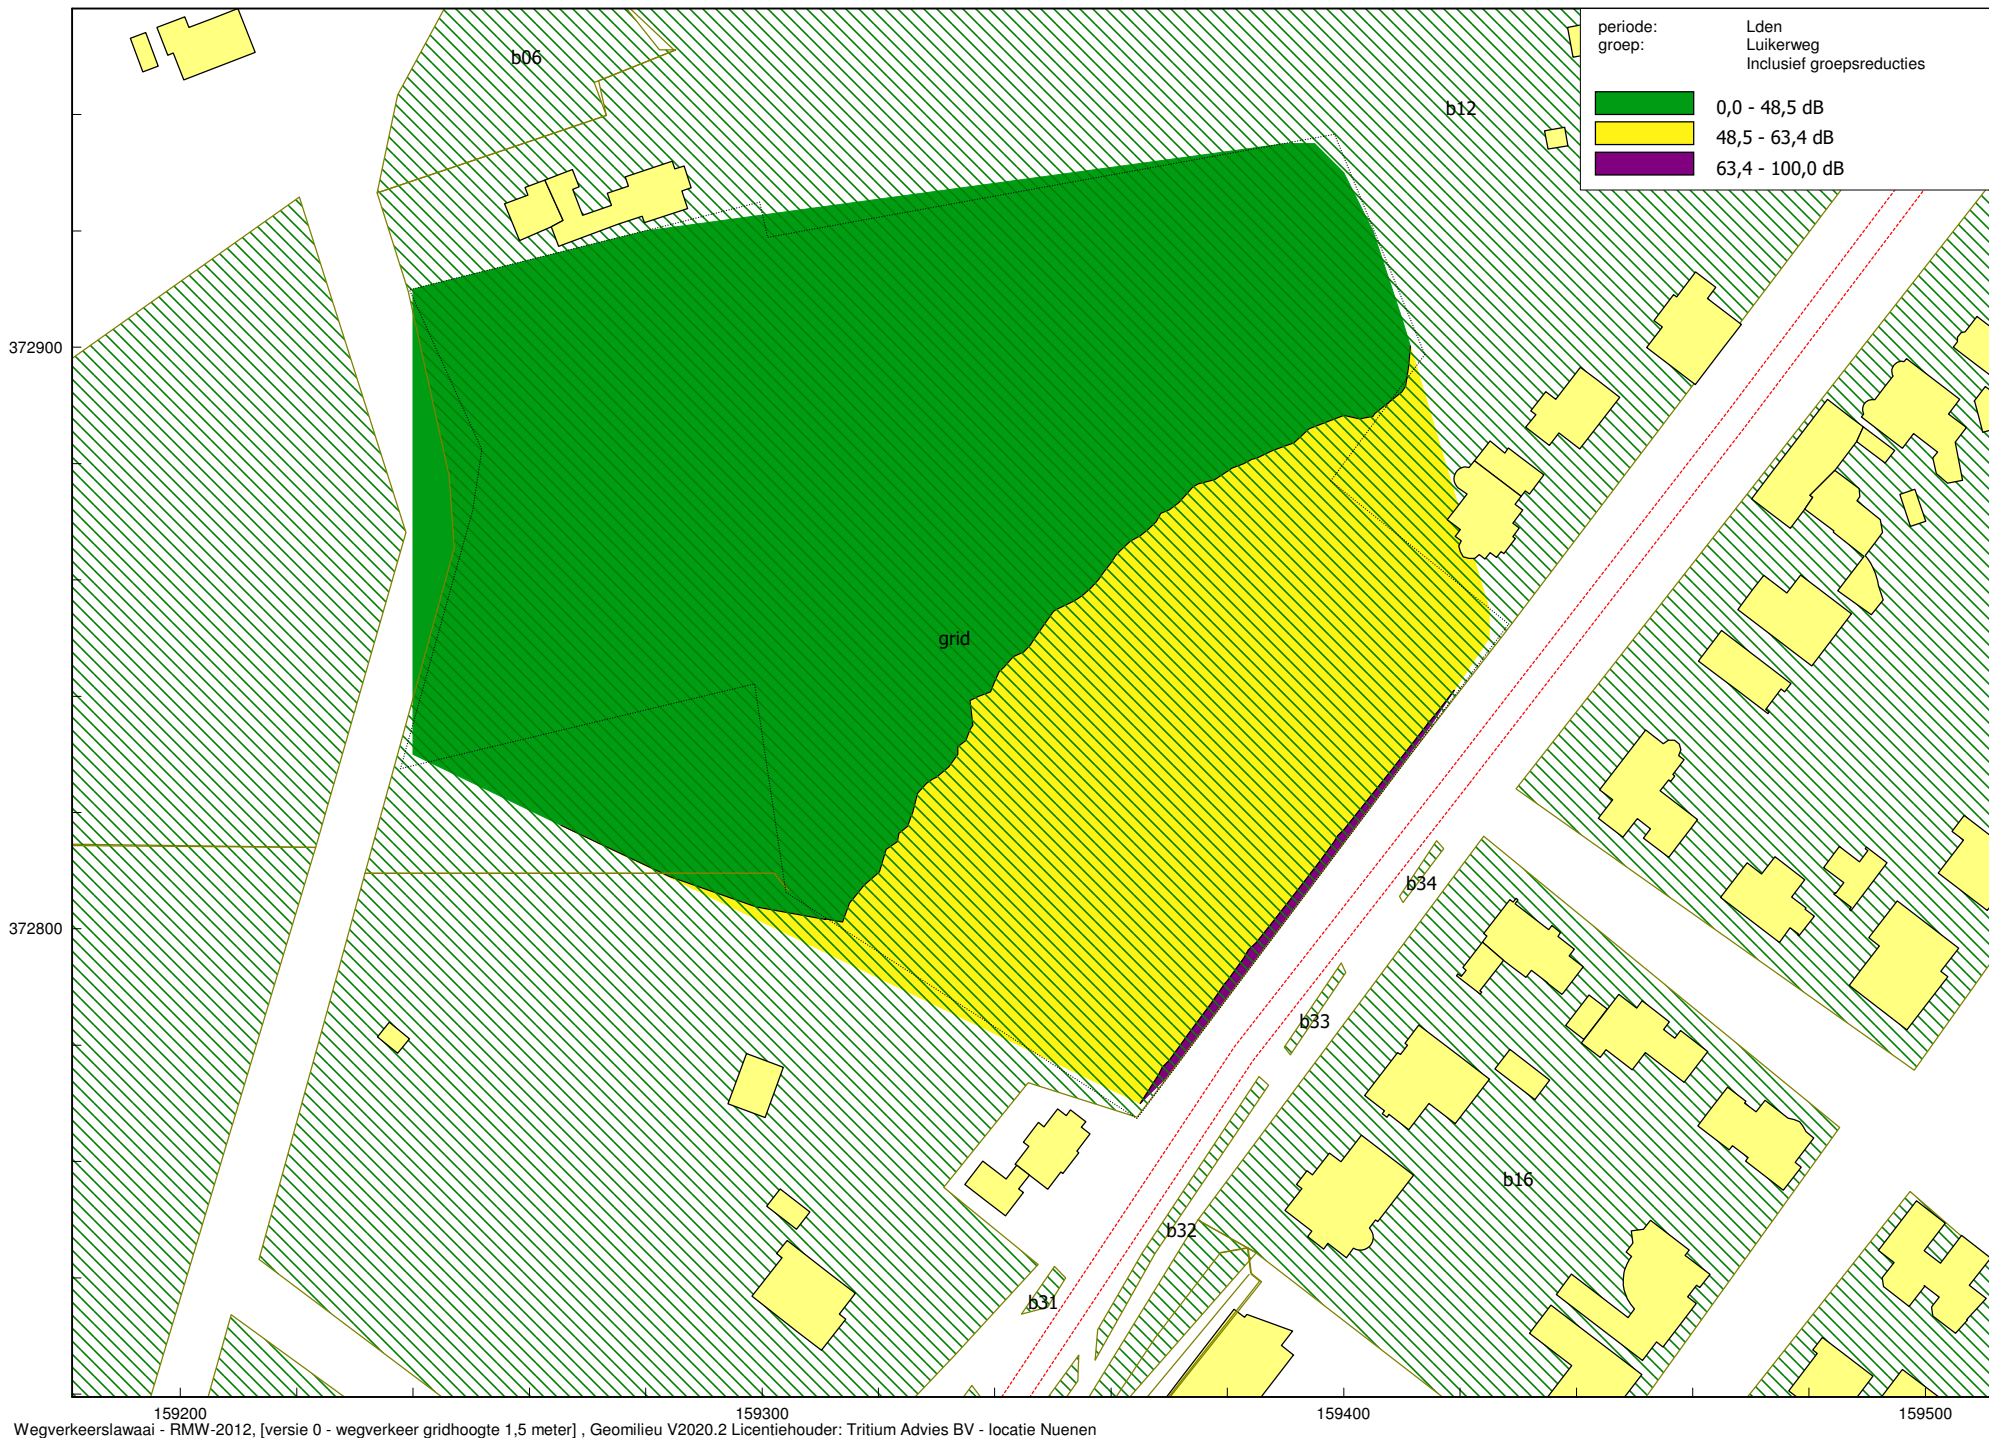 periode: Lden
groep: Luikerweg
Inclusief groepsreducties
0,0 - 48,5 dB
48,5 - 63,4 dB
63,4 - 100,0 dB
b06
b12
372900
grid
b34
372800
b33
b16
b32
b31
159200 159300 159400 159500
Wegverkeerslawaai - RMW-2012, [versie 0 - wegverkeer gridhoogte 1,5 meter] , Geomilieu V2020.2 Licentiehouder: Tritium Advies BV - locatie Nuenen